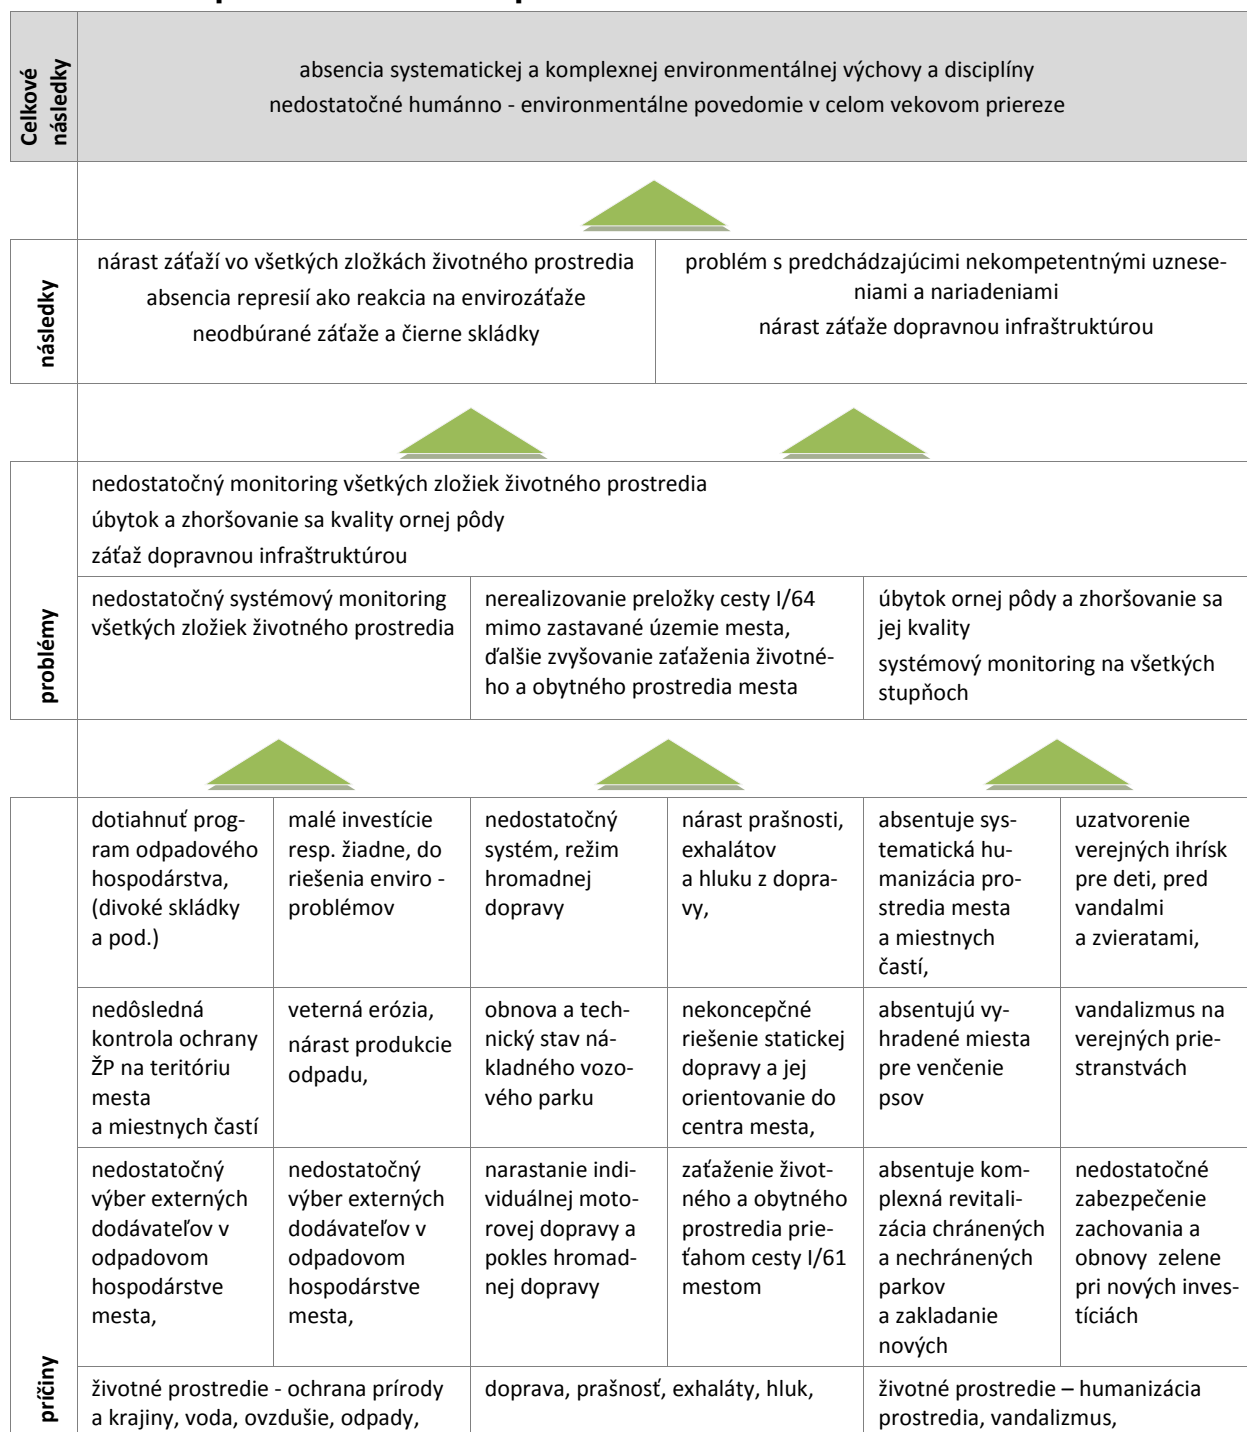 Celkové
následky
absencia systematickej a komplexnej environmentálnej výchovy a disciplíny
nedostatočné humánno - environmentálne povedomie v celom vekovom priereze
následky
nárast záťaží vo všetkých zložkách životného prostredia
absencia represií ako reakcia na envirozáťaže
neodbúrané záťaže a čierne skládky
problém s predchádzajúcimi nekompetentnými uznese-
niami a nariadeniami
nárast záťaže dopravnou infraštruktúrou
problémy
nedostatočný monitoring všetkých zložiek životného prostredia
úbytok a zhoršovanie sa kvality ornej pôdy
záťaž dopravnou infraštruktúrou
nedostatočný systémový monitoring
všetkých zložiek životného prostredia
nerealizovanie preložky cesty I/64
mimo zastavané územie mesta,
ďalšie zvyšovanie zaťaženia životné-
ho a obytného prostredia mesta
úbytok ornej pôdy a zhoršovanie sa
jej kvality
systémový monitoring na všetkých
stupňoch
príčiny
dotiahnuť prog-
ram odpadového
hospodárstva,
(divoké skládky
a pod.)
malé investície
resp. žiadne, do
riešenia enviro -
problémov
nedostatočný
systém, režim
hromadnej
dopravy
nárast prašnosti,
exhalátov
a hluku z dopra-
vy,
absentuje sys-
tematická hu-
manizácia pro-
stredia mesta
a miestnych
častí,
uzatvorenie
verejných ihrísk
pre deti, pred
vandalmi
a zvieratami,
nedôsledná
kontrola ochrany
ŽP na teritóriu
mesta
a miestnych častí
veterná erózia,
nárast produkcie
odpadu,
obnova a tech-
nický stav ná-
kladného vozo-
vého parku
nekoncepčné
riešenie statickej
dopravy a jej
orientovanie do
centra mesta,
absentujú vy-
hradené miesta
pre venčenie
psov
vandalizmus na
verejných prie-
stranstvách
nedostatočný
výber externých
dodávateľov v
odpadovom
hospodárstve
mesta,
nedostatočný
výber externých
dodávateľov v
odpadovom
hospodárstve
mesta,
narastanie indi-
viduálnej moto-
rovej dopravy a
pokles hromad-
nej dopravy
zaťaženie život-
ného a obytného
prostredia prie-
ťahom cesty I/61
mestom
absentuje kom-
plexná revitali-
zácia chránených
a nechránených
parkov
a zakladanie
nových
nedostatočné
zabezpečenie
zachovania a
obnovy zelene
pri nových inves-
tíciách
životné prostredie - ochrana prírody
a krajiny, voda, ovzdušie, odpady,
doprava, prašnosť, exhaláty, hluk,
životné prostredie – humanizácia
prostredia, vandalizmus,